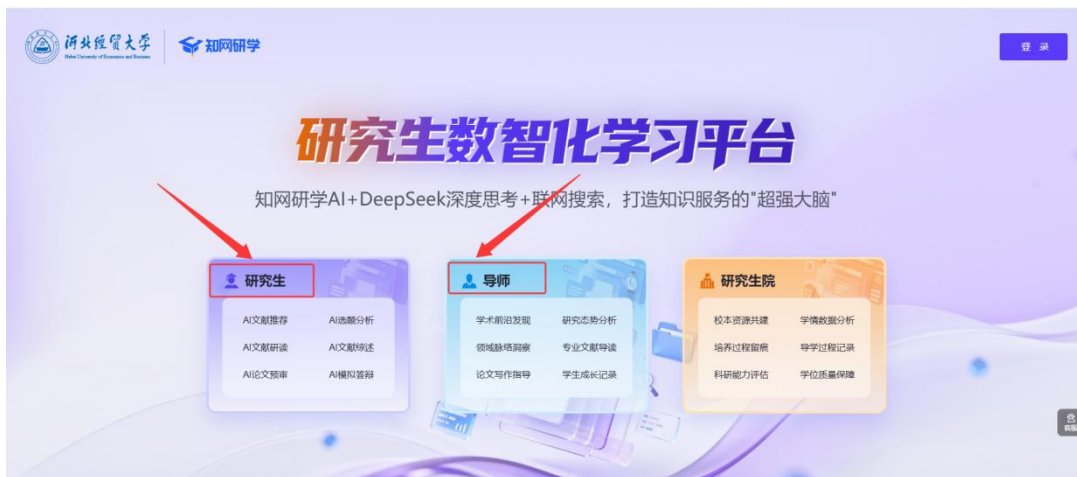 河北经贸大学
Hebei University of Economics and Business
知网研学
登 录
研究生数智化学习平台
知网研学AI+DeepSeek深度思考+联网搜索，打造知识服务的"超强大脑"
研究生
AI文献推荐 AI选题分析
AI文献研读 AI文献综述
AI论文预审 AI模拟答辩
导师
学术前沿发现 研究态势分析
领域脉络洞察 专业文献导读
论文写作指导 学生成长记录
研究生院
校本资源共建 学情数据分析
培养过程留痕 导学过程记录
科研能力评估 学位质量保障
客服